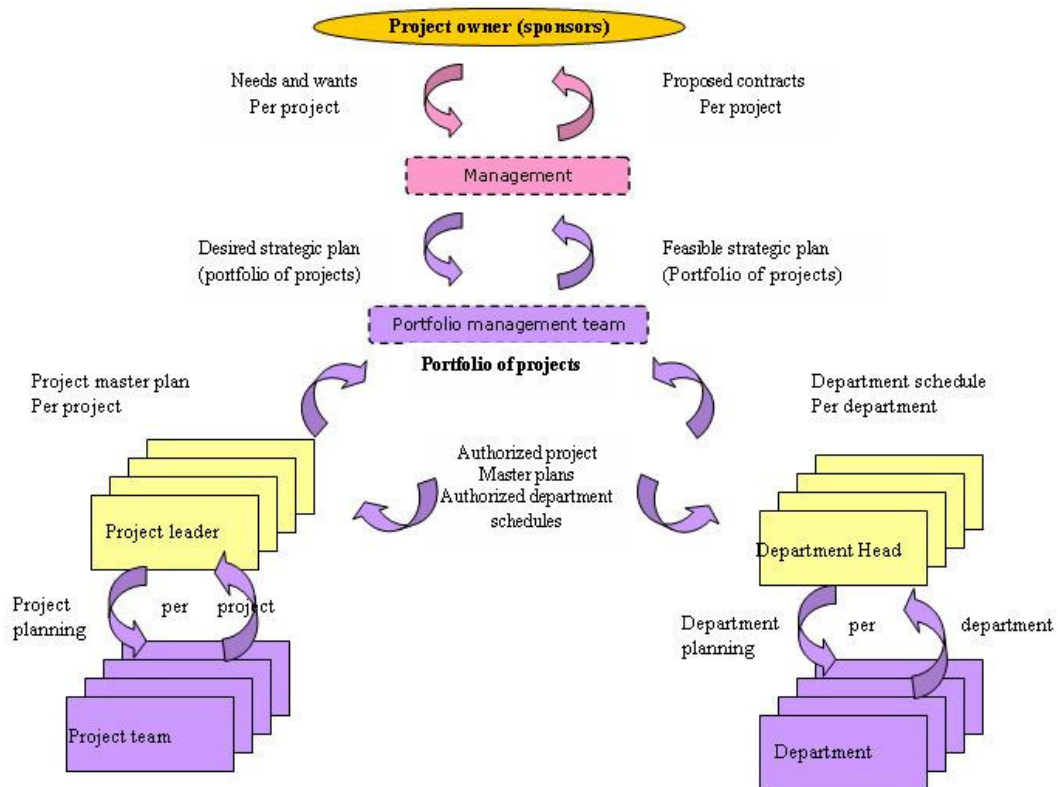 Project owner (sponsors)
Needs and wants
Per project
Proposed contracts
Per project
Management
Desired strategic plan
(portfolio of projects)
Feasible strategic plan
(Portfolio of projects)
Portfolio management team
Portfolio of projects
Project master plan
Per project
Department schedule
Per department
Authorized project
Master plans
Authorized department
schedules
Project leader
Department Head
Project
planning
per project
Department
planning
per department
Project team
Department